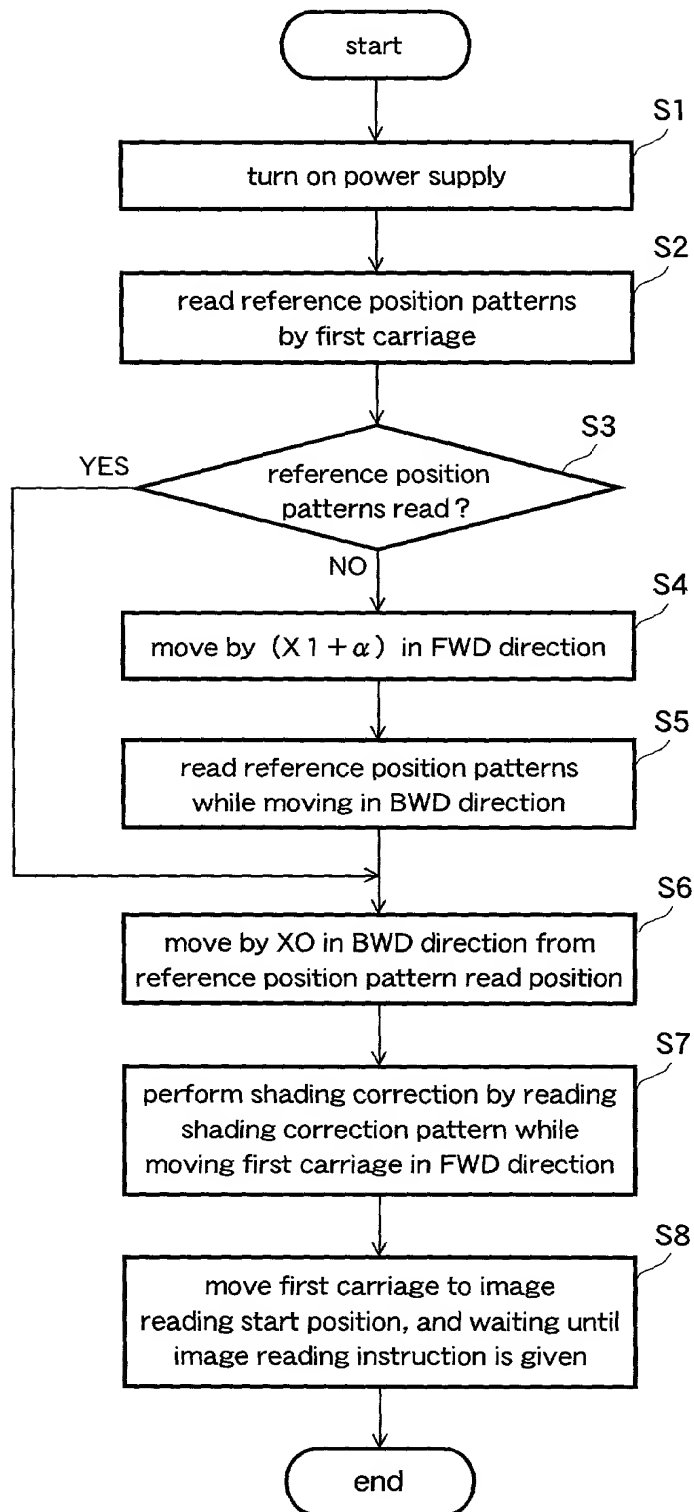 start
S1
turn on power supply
S2
read reference position patterns
by first carriage
S3
YES
reference position
patterns read ?
NO
S4
move by (X1+α) in FWD direction
S5
read reference position patterns
while moving in BWD direction
S6
move by XO in BWD direction from
reference position pattern read position
S7
perform shading correction by reading
shading correction pattern while
moving first carriage in FWD direction
S8
move first carriage to image
reading start position, and waiting until
image reading instruction is given
end